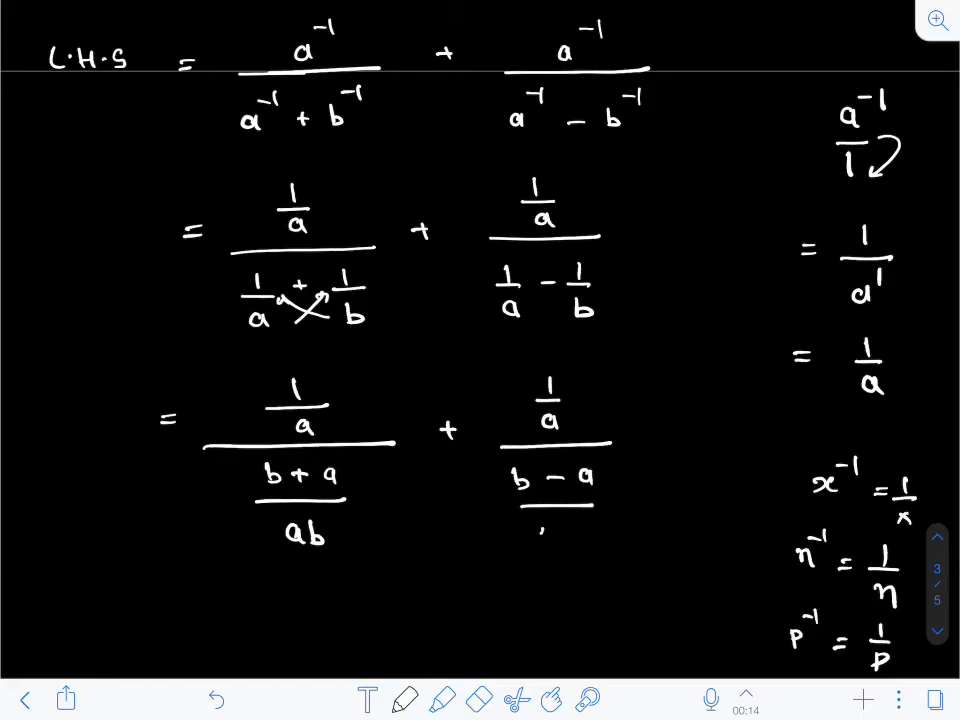 L.H.S = a^-1 / (a^-1 + b^-1) + a^-1 / (a^-1 - b^-1)
= (1/a) / (1/a + 1/b) + (1/a) / (1/a - 1/b)
= (1/a) / ((b + a)/ab) + (1/a) / (b - a)/
a^-1 / 1
= 1 / a^1
= 1 / a
x^-1 = 1/x
n^-1 = 1/n
p^-1 = 1/p
3 / 5
T
00:14